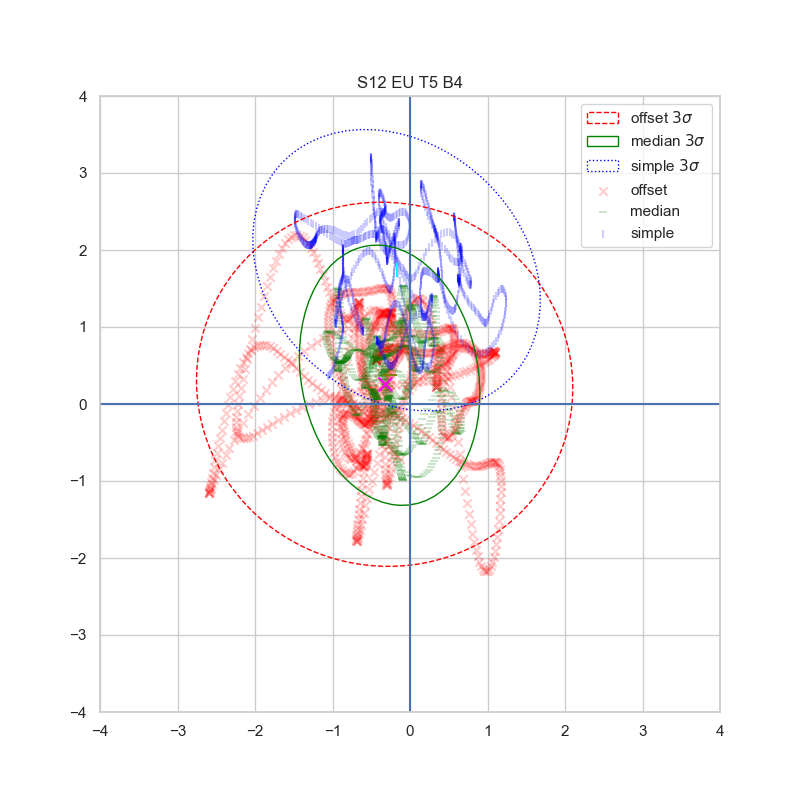 S12 EU T5 B4
offset 3σ
median 3σ
simple 3σ
offset
median
simple
4
3
2
1
0
−1
−2
−3
−4
−4 −3 −2 −1 0 1 2 3 4